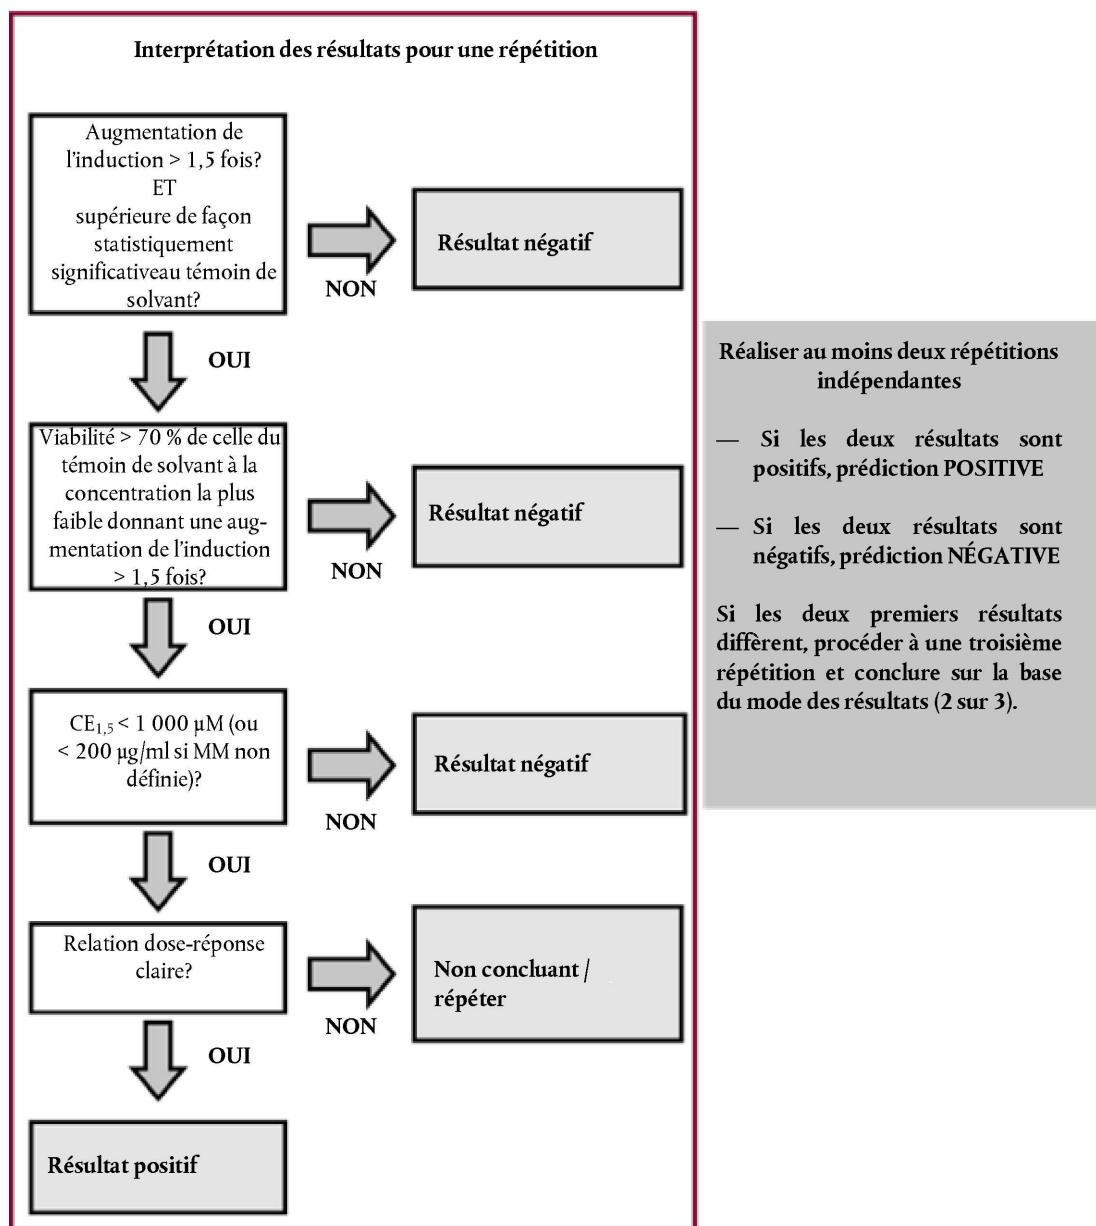 Interprétation des résultats pour une répétition
Augmentation de
l'induction > 1,5 fois?
ET
supérieure de façon
statistiquement
significativeau témoin de
solvant?
NON
Résultat négatif
OUI
Viabilité > 70 % de celle du
témoin de solvant à la
concentration la plus
faible donnant une aug-
mentation de l'induction
> 1,5 fois?
NON
Résultat négatif
OUI
CE1,5 < 1 000 µM (ou
< 200 µg/ml si MM non
définie)?
NON
Résultat négatif
OUI
Relation dose-réponse
claire?
NON
Non concluant /
répéter
OUI
Résultat positif
Réaliser au moins deux répétitions
indépendantes
— Si les deux résultats sont
positifs, prédiction POSITIVE
— Si les deux résultats sont
négatifs, prédiction NÉGATIVE
Si les deux premiers résultats
diffèrent, procéder à une troisième
répétition et conclure sur la base
du mode des résultats (2 sur 3).